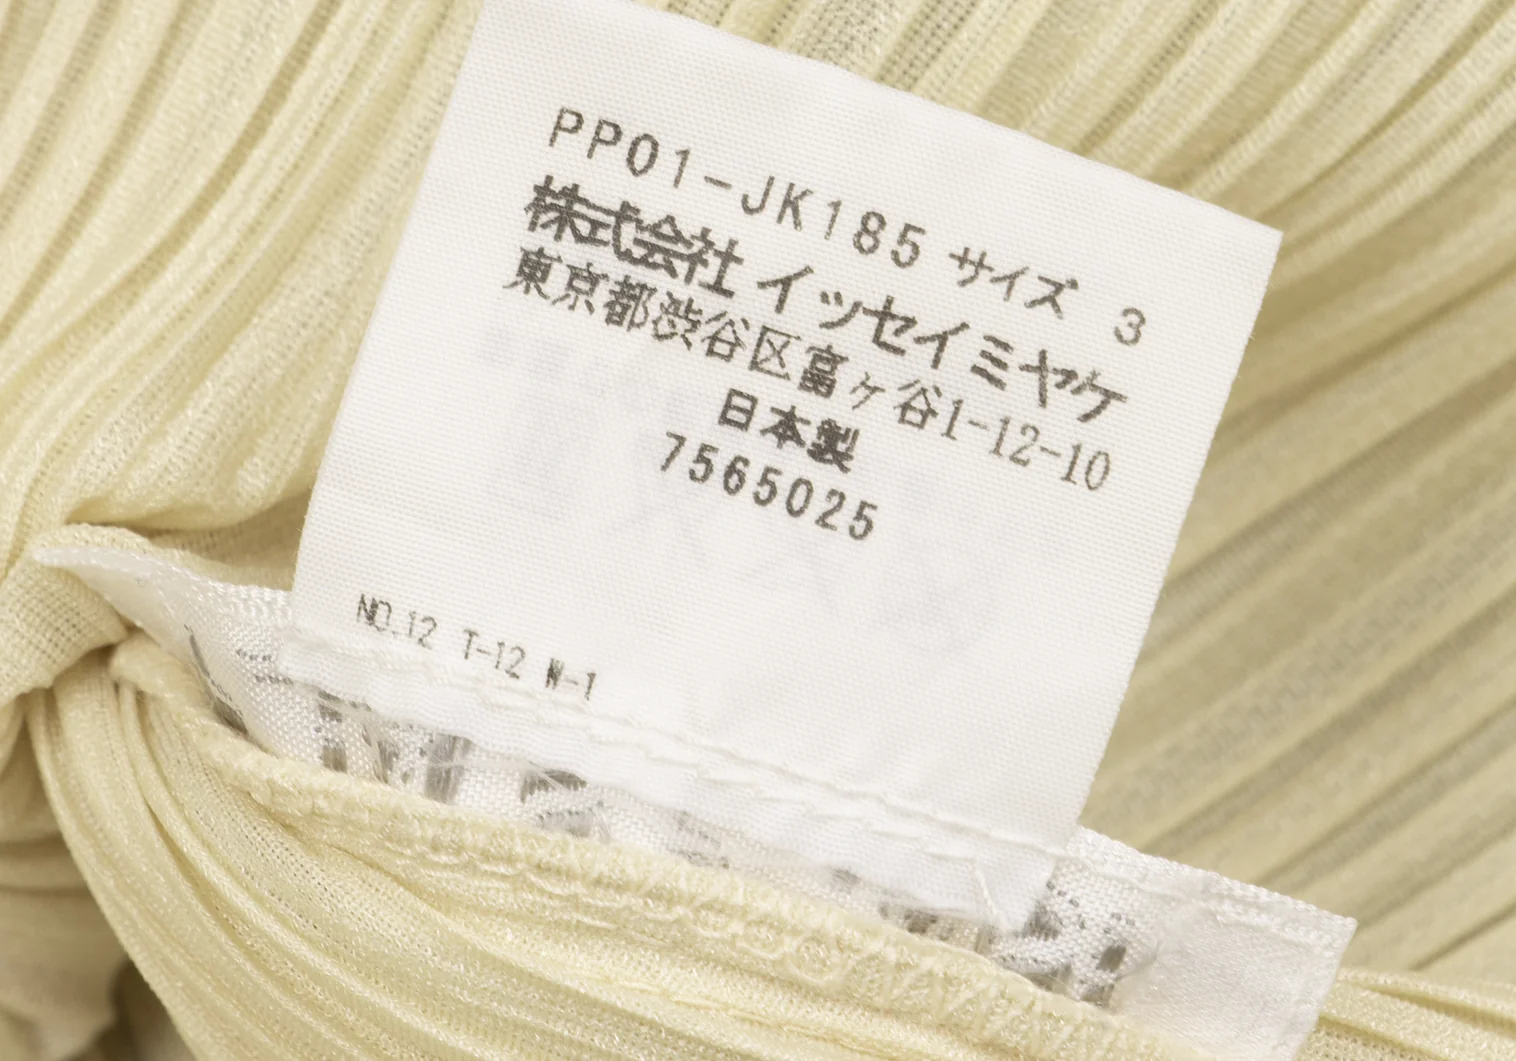 PP01-JK185 サイズ 3
株式会社 イッセイミヤケ
東京都渋谷区富ヶ谷1-12-10
日本製
7565025
NO.12 T-12 W-1